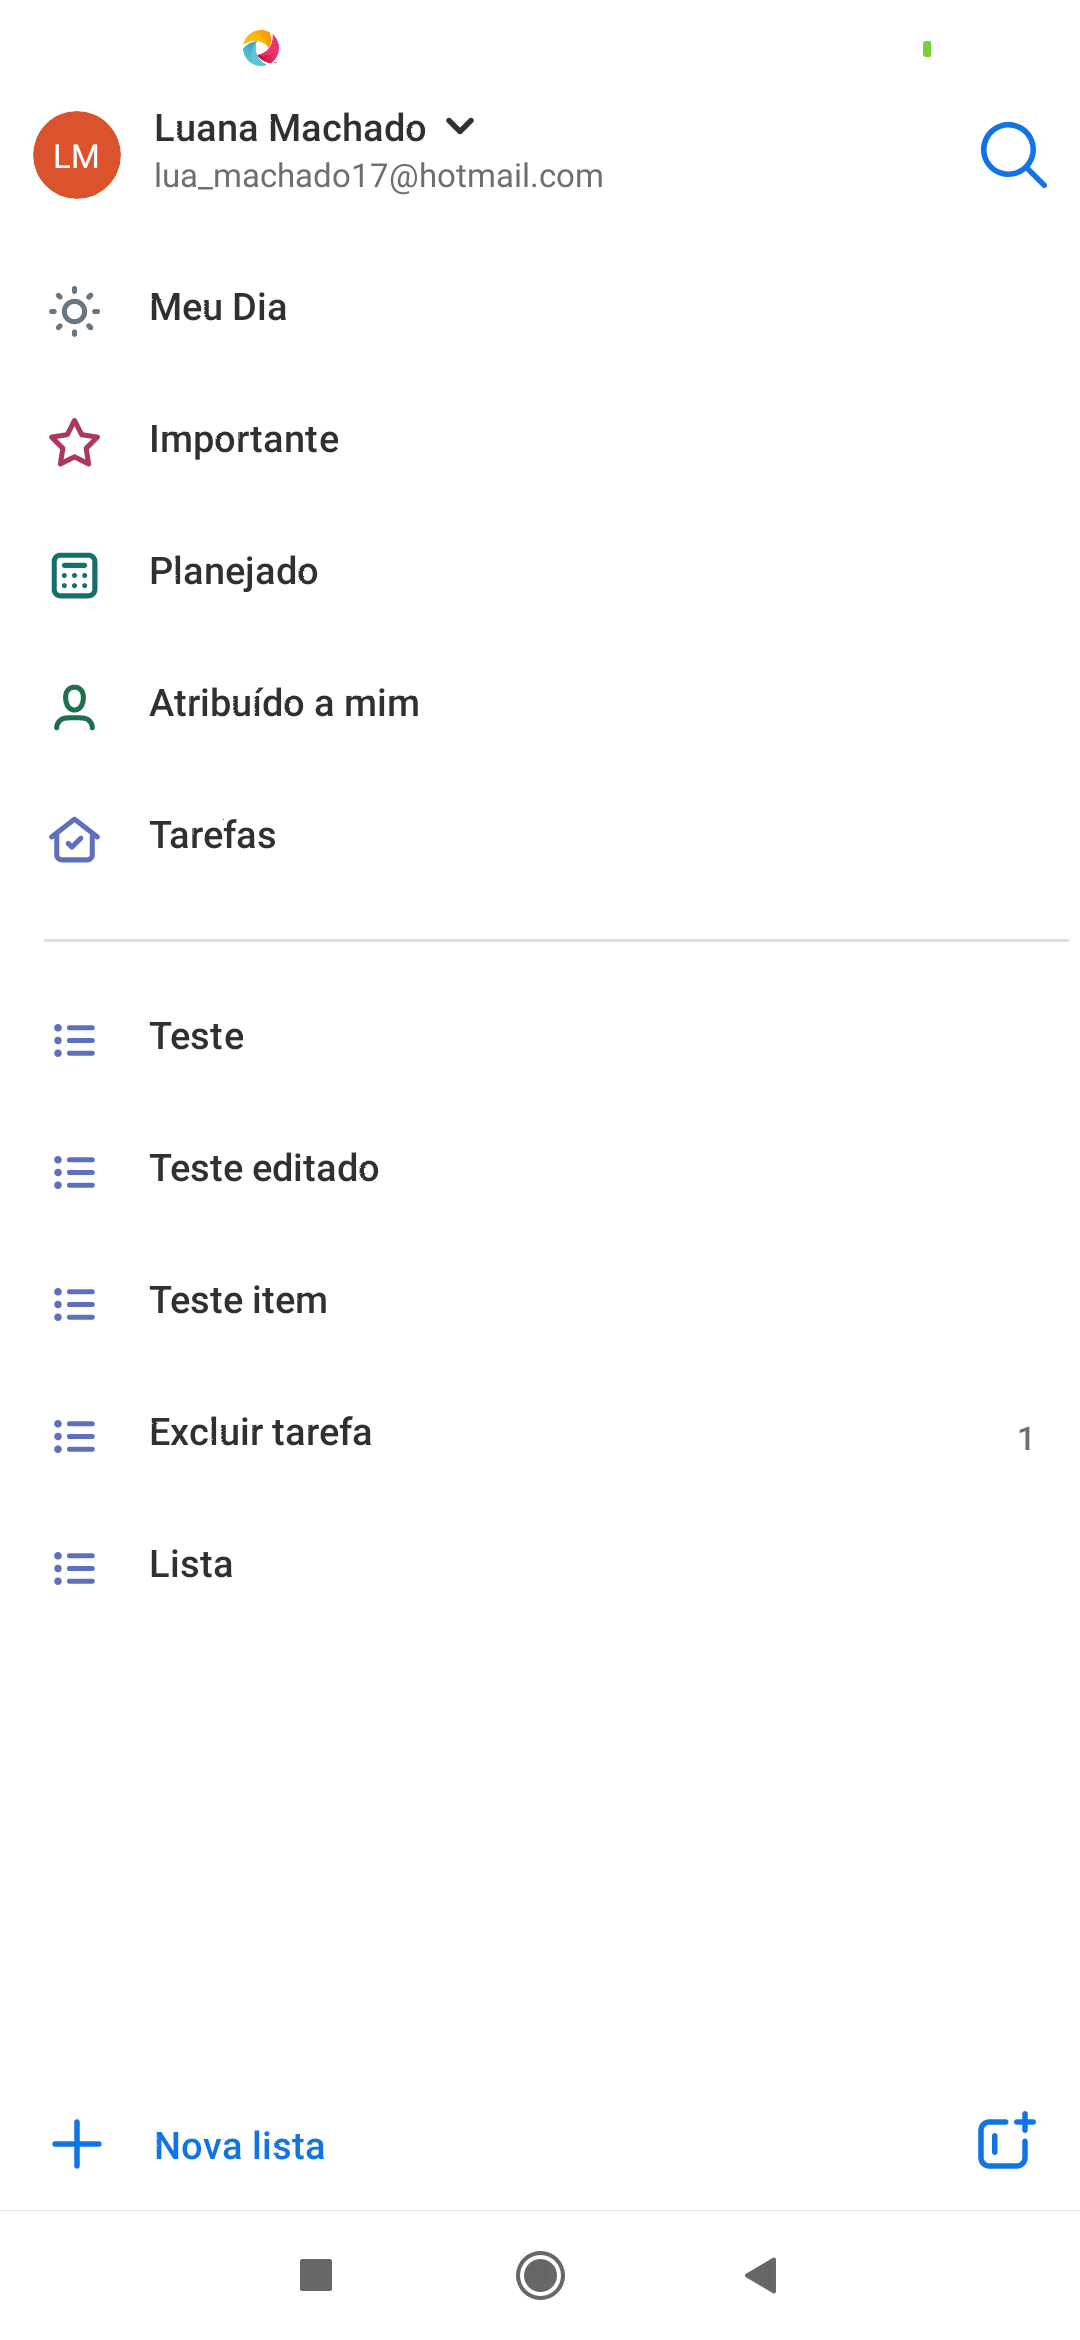 LM
Luana Machado
lua_machado17@hotmail.com
Meu Dia
Importante
Planejado
Atribuído a mim
Tarefas
Teste
Teste editado
Teste item
Excluir tarefa 1
Lista
Nova lista